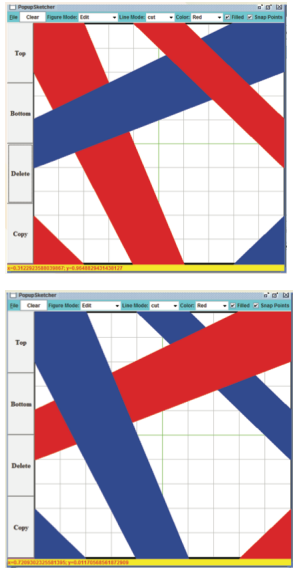 PopupSketcher
File Clear Figure Mode: Edit Line Mode: cut Color: Red Filled Snap Points
Top
Bottom
Delete
Copy
PopupSketcher
File Clear Figure Mode: Edit Line Mode: cut Color: Red Filled Snap Points
Top
Bottom
Delete
Copy